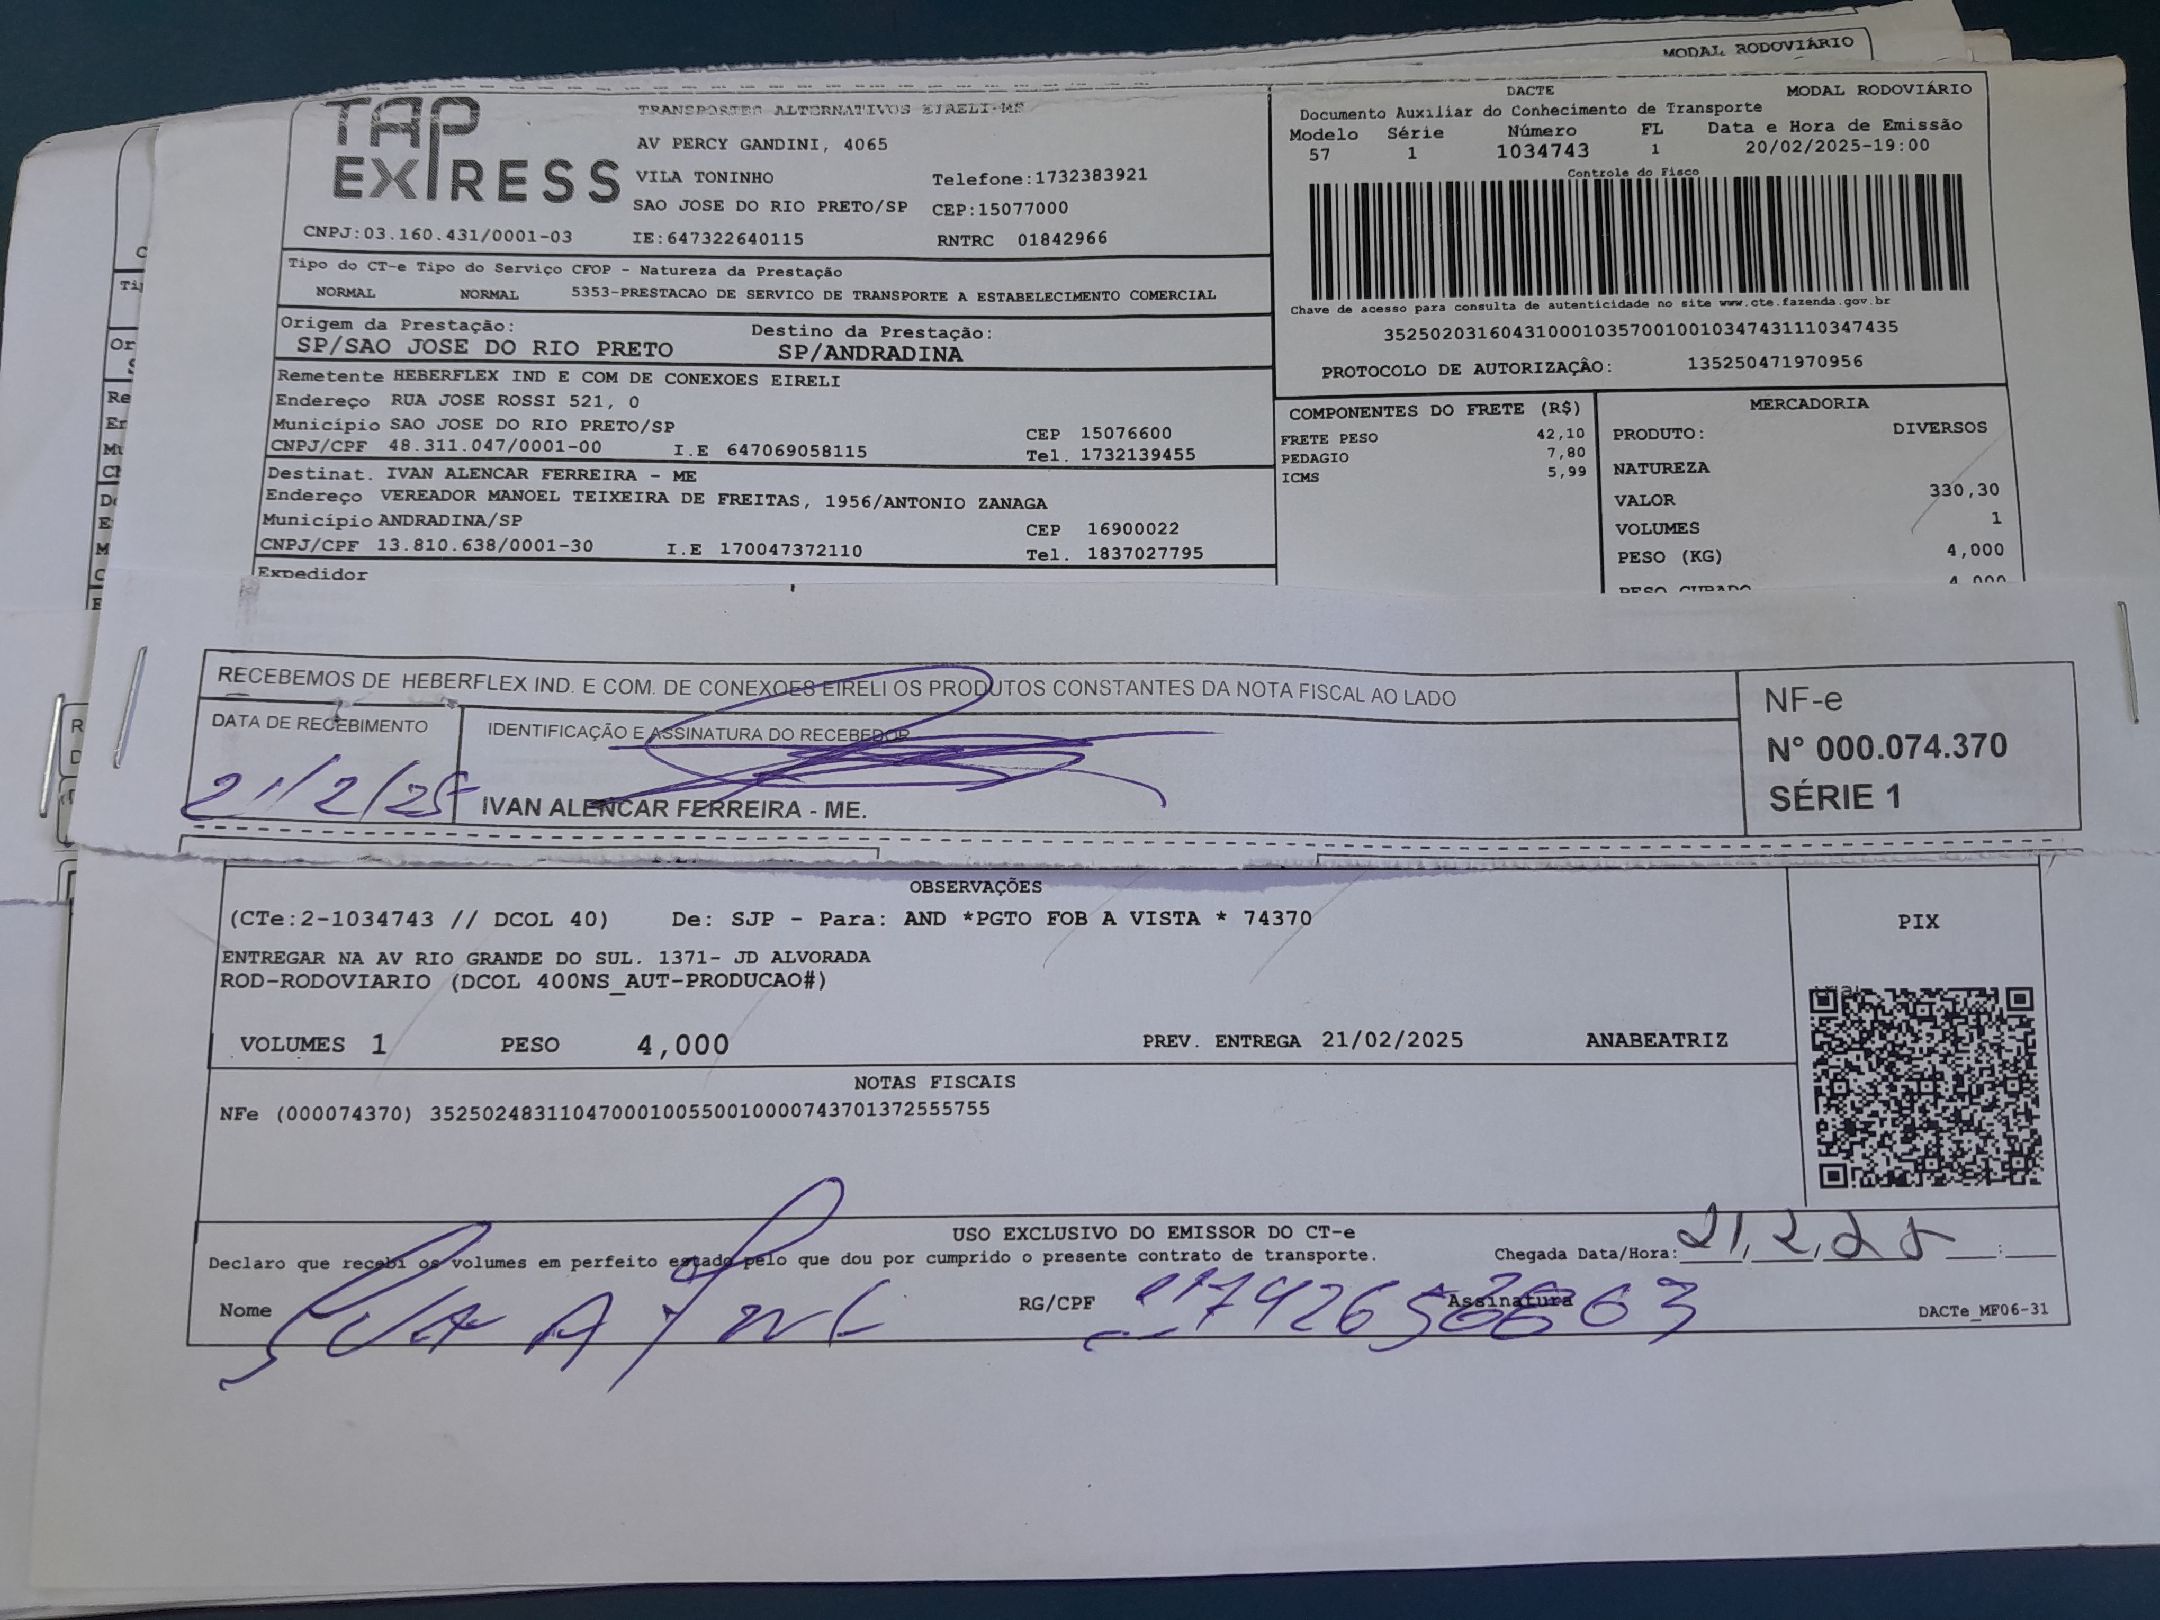 MODAL RODOVIÁRIO
TAP EXPRESS
TRANSPORTES ALTERNATIVOS EIRELI-ME
AV PERCY GANDINI, 4065
VILA TONINHO Telefone:1732383921
SAO JOSE DO RIO PRETO/SP CEP:15077000
CNPJ:03.160.431/0001-03 IE:647322640115 RNTRC 01842966
DACTE MODAL RODOVIÁRIO
Documento Auxiliar do Conhecimento de Transporte
Modelo Série Número FL Data e Hora de Emissão
57 1 1034743 1 20/02/2025-19:00
Controle do Fisco
Chave de acesso para consulta de autenticidade no site www.cte.fazenda.gov.br
35250203160431000103570010010347431110347435
PROTOCOLO DE AUTORIZAÇÂO: 135250471970956
Tipo do CT-e Tipo do Serviço CFOP - Natureza da Prestação
NORMAL NORMAL 5353-PRESTACAO DE SERVICO DE TRANSPORTE A ESTABELECIMENTO COMERCIAL
Origem da Prestação: Destino da Prestação:
SP/SAO JOSE DO RIO PRETO SP/ANDRADINA
Remetente HEBERFLEX IND E COM DE CONEXOES EIRELI
Endereço RUA JOSE ROSSI 521, 0
Município SAO JOSE DO RIO PRETO/SP CEP 15076600
CNPJ/CPF 48.311.047/0001-00 I.E 647069058115 Tel. 1732139455
Destinat. IVAN ALENCAR FERREIRA - ME
Endereço VEREADOR MANOEL TEIXEIRA DE FREITAS, 1956/ANTONIO ZANAGA
Município ANDRADINA/SP CEP 16900022
CNPJ/CPF 13.810.638/0001-30 I.E 170047372110 Tel. 1837027795
Expedidor
COMPONENTES DO FRETE (R$)
FRETE PESO 42,10
PEDAGIO 7,80
ICMS 5,99
MERCADORIA
PRODUTO: DIVERSOS
NATUREZA
VALOR 330,30
VOLUMES 1
PESO (KG) 4,000
PESO CUBADO 4,000
RECEBEMOS DE HEBERFLEX IND. E COM. DE CONEXOES EIRELI OS PRODUTOS CONSTANTES DA NOTA FISCAL AO LADO
DATA DE RECEBIMENTO IDENTIFICAÇÃO E ASSINATURA DO RECEBEDOR
21/2/25 IVAN ALENCAR FERREIRA - ME.
NF-e
N° 000.074.370
SÉRIE 1
OBSERVAÇÕES
(CTe:2-1034743 // DCOL 40) De: SJP - Para: AND *PGTO FOB A VISTA * 74370
ENTREGAR NA AV RIO GRANDE DO SUL. 1371- JD ALVORADA
ROD-RODOVIARIO (DCOL 400NS_AUT-PRODUCAO#)
VOLUMES 1 PESO 4,000 PREV. ENTREGA 21/02/2025 ANABEATRIZ
PIX
NOTAS FISCAIS
NFe (000074370) 35250248311047000100550010000743701372555755
USO EXCLUSIVO DO EMISSOR DO CT-e
Declaro que recebi os volumes em perfeito estado pelo que dou por cumprido o presente contrato de transporte. Chegada Data/Hora: 21,2,25 :
Nome RG/CPF Assinatura DACTe_MF06-31